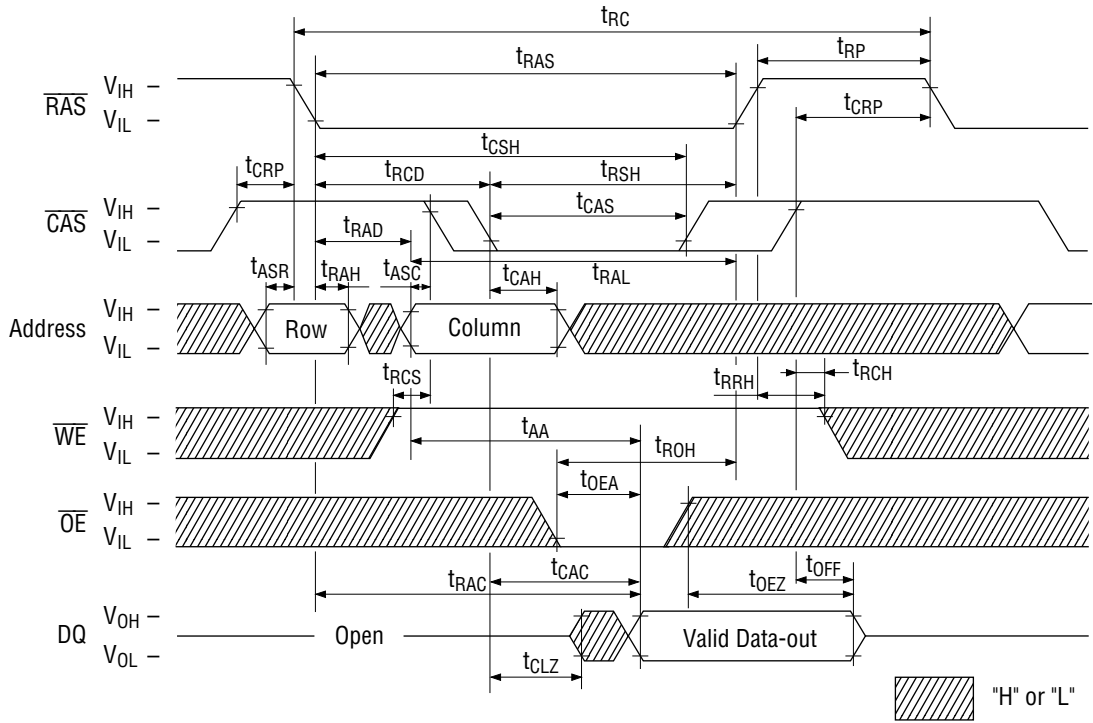 tRC
tRAS
tRP
RAS
VIH
VIL
tCRP
tCSH
tCRP
tRCD
tRSH
CAS
VIH
VIL
tCAS
tRAD
tRAL
tASR
tRAH
tASC
tCAH
Address
VIH
VIL
Row
Column
tRCS
tRRH
tRCH
WE
VIH
VIL
tAA
tROH
tOEA
OE
VIH
VIL
tCAC
tOFF
tRAC
tOEZ
DQ
VOH
VOL
Open
Valid Data-out
tCLZ
"H" or "L"